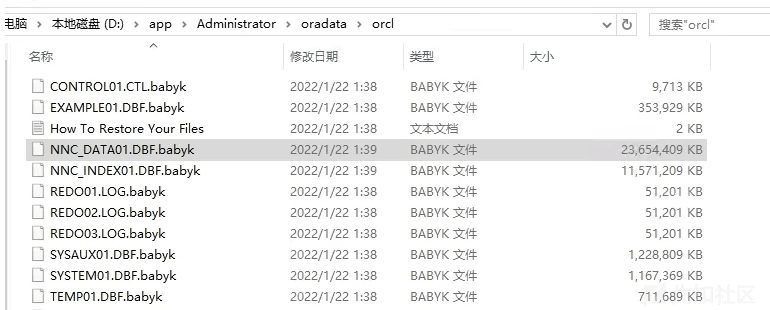 电脑 > 本地磁盘 (D:) > app > Administrator > oradata > orcl 搜索"orcl"
名称 修改日期 类型 大小
CONTROL01.CTL.babyk 2022/1/22 1:38 BABYK 文件 9,713 KB
EXAMPLE01.DBF.babyk 2022/1/22 1:38 BABYK 文件 353,929 KB
How To Restore Your Files 2022/1/22 1:38 文本文档 2 KB
NNC_DATA01.DBF.babyk 2022/1/22 1:39 BABYK 文件 23,654,409 KB
NNC_INDEX01.DBF.babyk 2022/1/22 1:39 BABYK 文件 11,571,209 KB
REDO01.LOG.babyk 2022/1/22 1:38 BABYK 文件 51,201 KB
REDO02.LOG.babyk 2022/1/22 1:38 BABYK 文件 51,201 KB
REDO03.LOG.babyk 2022/1/22 1:38 BABYK 文件 51,201 KB
SYSAUX01.DBF.babyk 2022/1/22 1:38 BABYK 文件 1,228,809 KB
SYSTEM01.DBF.babyk 2022/1/22 1:38 BABYK 文件 1,167,369 KB
TEMP01.DBF.babyk 2022/1/22 1:38 BABYK 文件 711,689 KB
社区